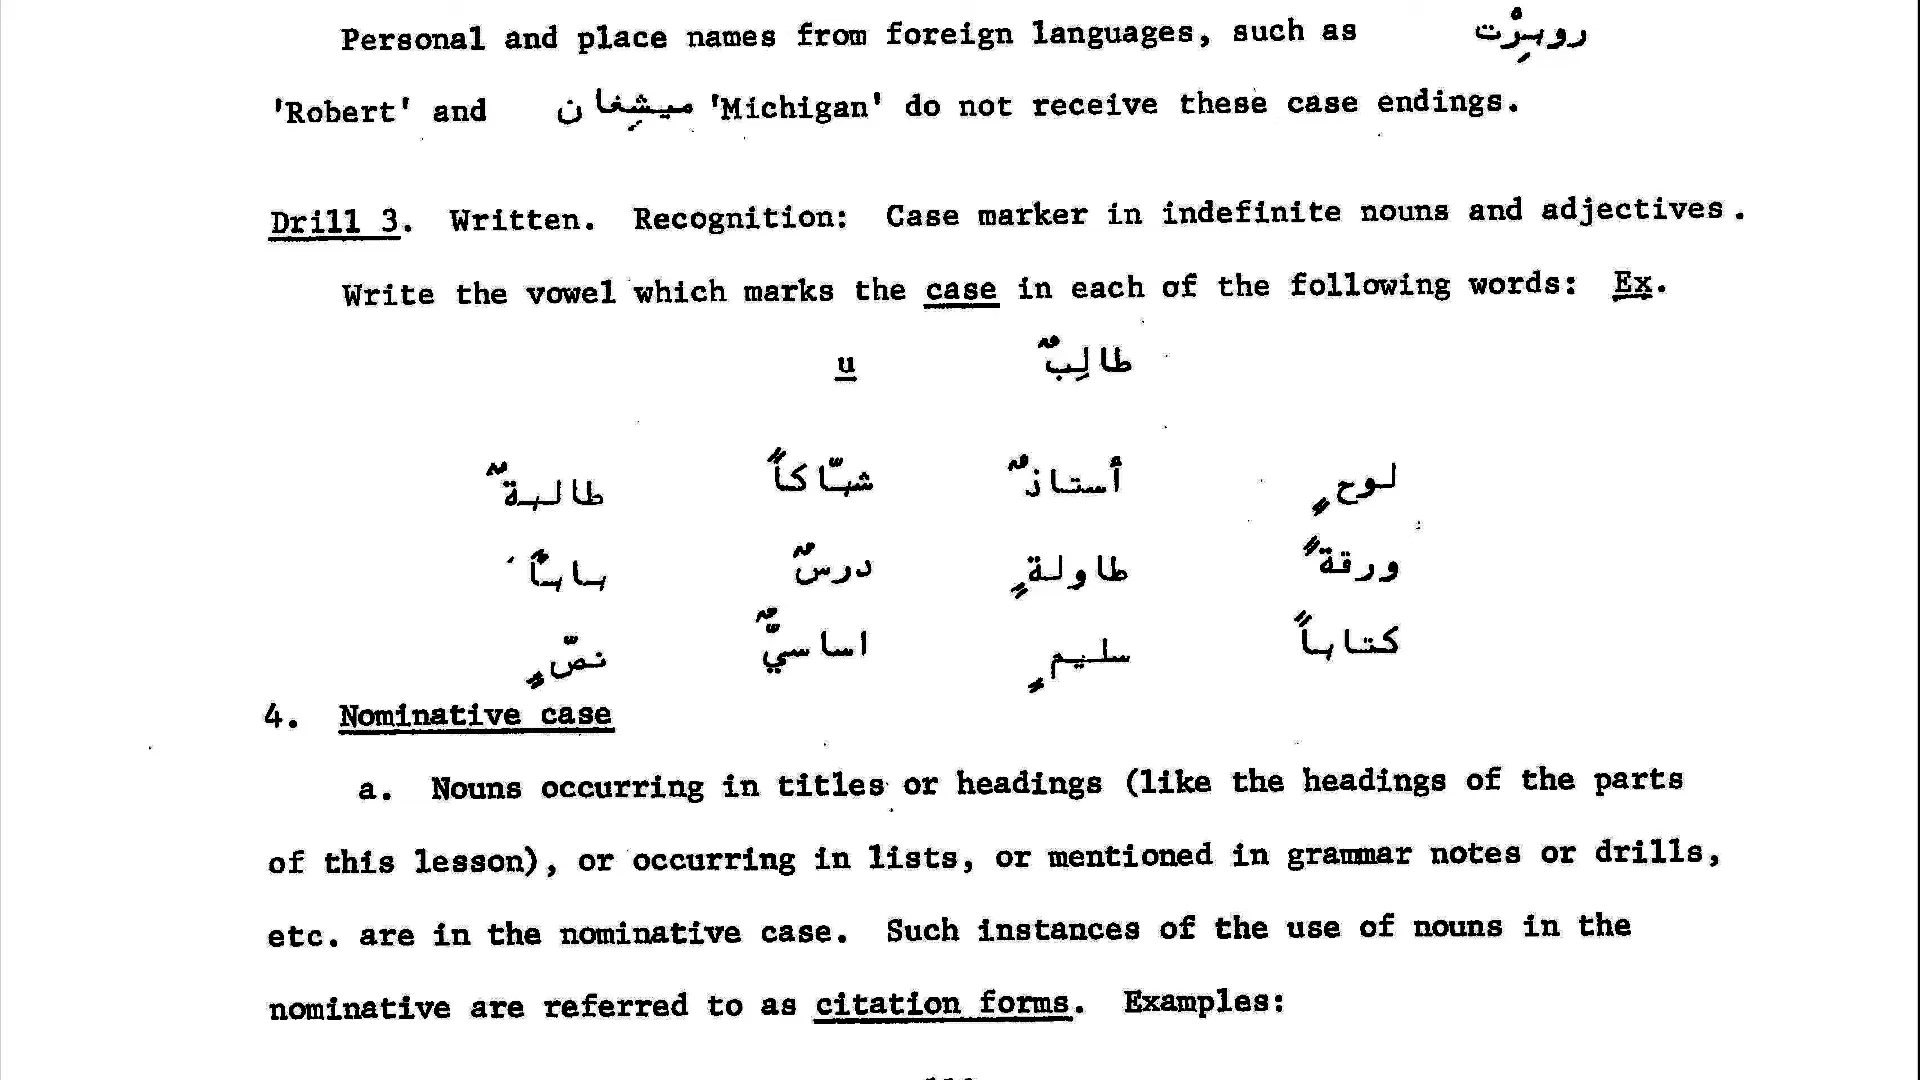 Personal and place names from foreign languages, such as روبِرْت
'Robert' and ميشِغان 'Michigan' do not receive these case endings.
Drill 3. Written. Recognition: Case marker in indefinite nouns and adjectives.
Write the vowel which marks the case in each of the following words: Ex.
u طالِبٌ
لوحٍ أستاذٌ شبّاكاً طالبةٌ
ورقةً طاولةٍ درسٌ باباً
كتاباً سليمٍ اساسيٌّ نصٍّ
4. Nominative case
a. Nouns occurring in titles or headings (like the headings of the parts
of this lesson), or occurring in lists, or mentioned in grammar notes or drills,
etc. are in the nominative case. Such instances of the use of nouns in the
nominative are referred to as citation forms. Examples: